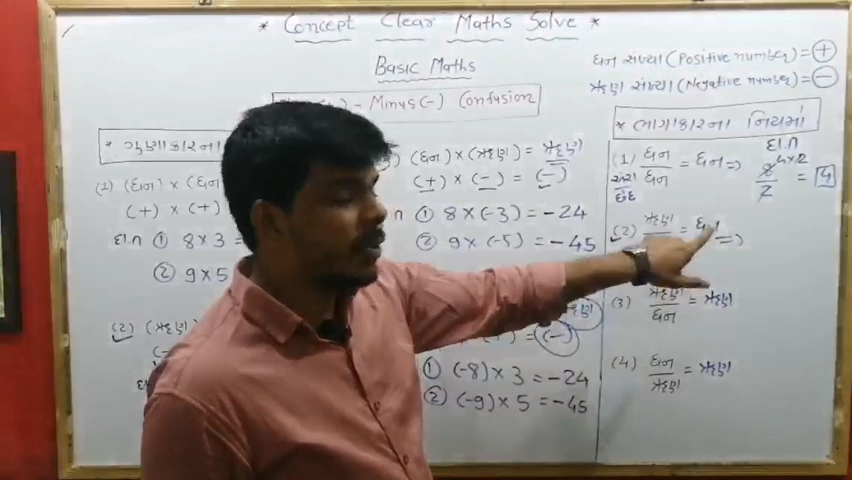 * Concept Clear Maths Solve *
Basic Maths
- Minus(-) Confusion
ધન સંખ્યા (Positive number) = (+)
ઋણ સંખ્યા (Negative number) = (-)
* ગુણાકારના
(1) (ધન) × (ધન
(+) × (+)
દા.ત ① 8 × 3 =
② 9 × 5
(2) (ઋણ)
(ધન) × (ઋણ) = ઋણ
(+) × (-) = (-)
① 8 × (-3) = -24
② 9 × (-5) = -45
= (-)
① (-8) × 3 = -24
② (-9) × 5 = -45
* ભાગાકારના નિયમો
(1) ધન/ધન = ધન =>
દા.ત
8/2 = 4
(2) ઋણ = ધન =>
(3) ઋણ/ધન = ઋણ
(4) ધન/ઋણ = ઋણ